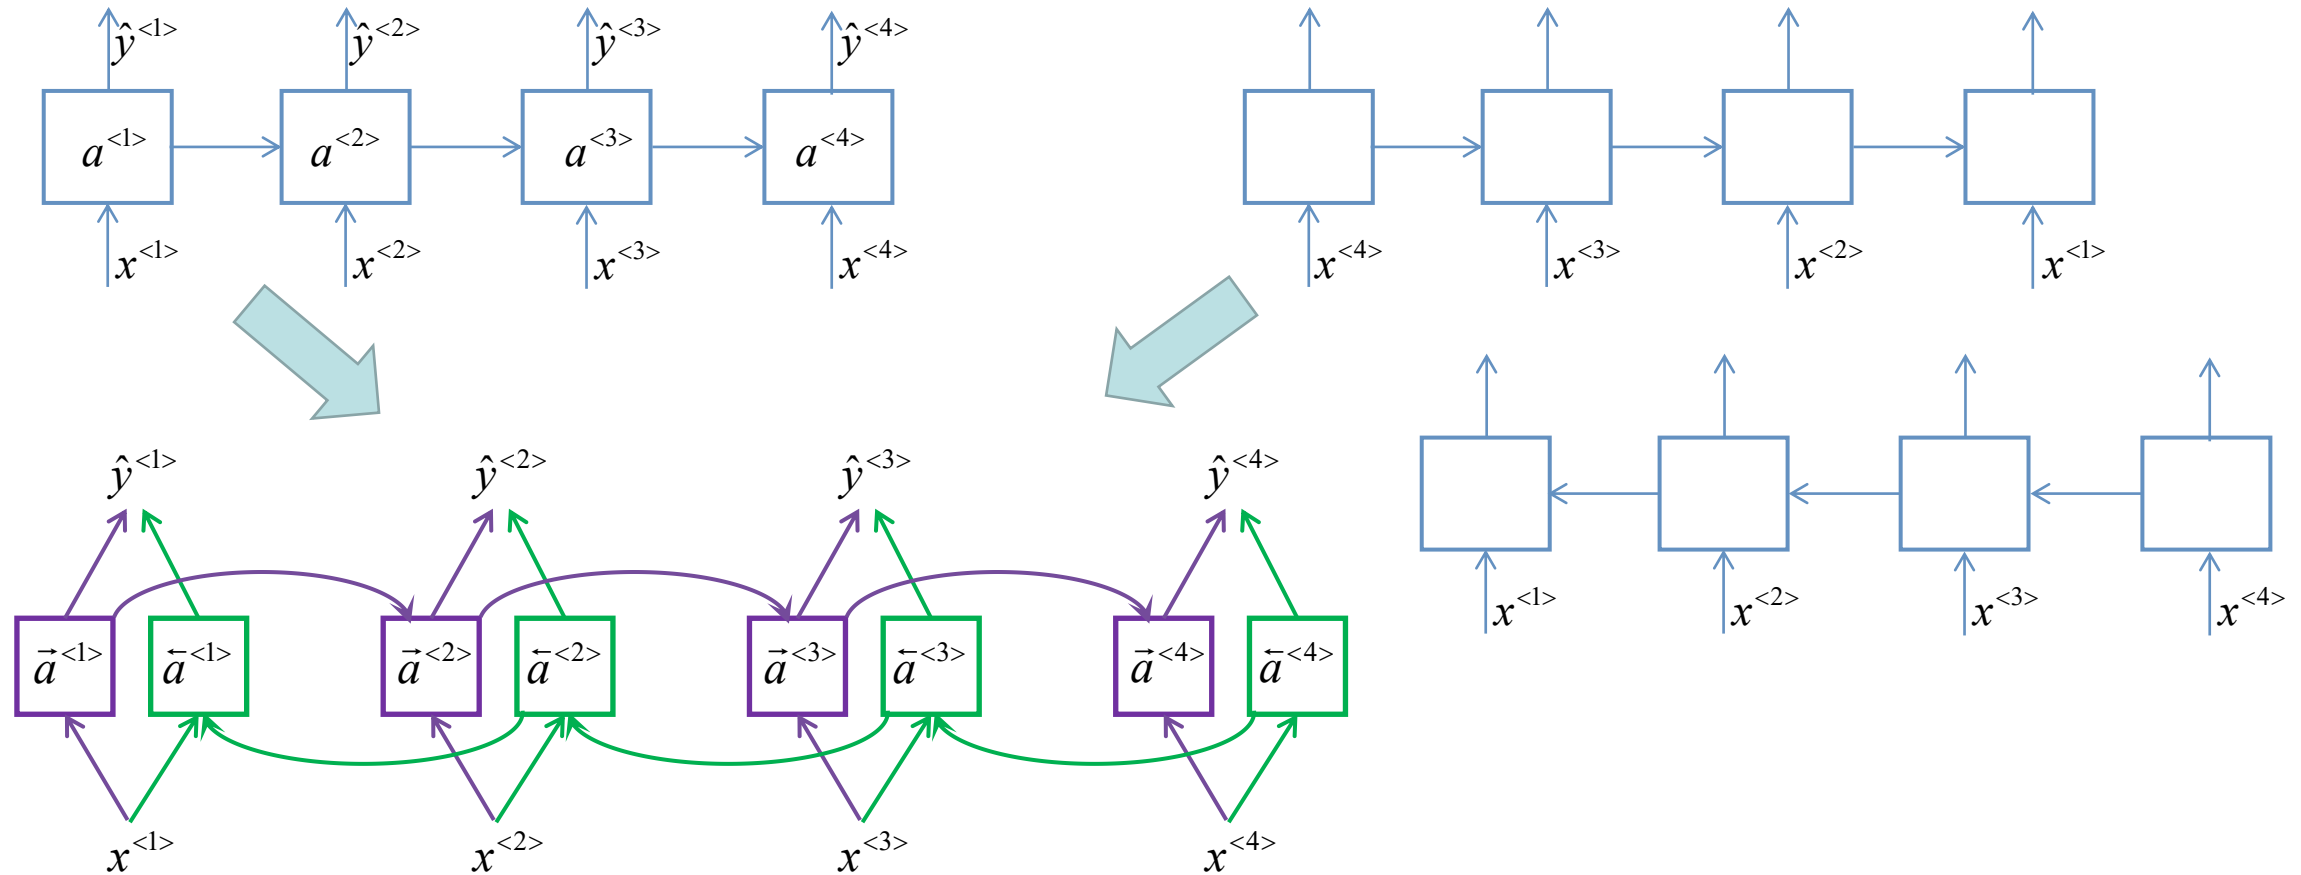 ŷ<1> ŷ<2> ŷ<3> ŷ<4>
a<1> a<2> a<3> a<4>
x<1> x<2> x<3> x<4>
x<4> x<3> x<2> x<1>
x<1> x<2> x<3> x<4>
ŷ<1> ŷ<2> ŷ<3> ŷ<4>
a⃗<1> a⃖<1> a⃗<2> a⃖<2> a⃗<3> a⃖<3> a⃗<4> a⃖<4>
x<1> x<2> x<3> x<4>